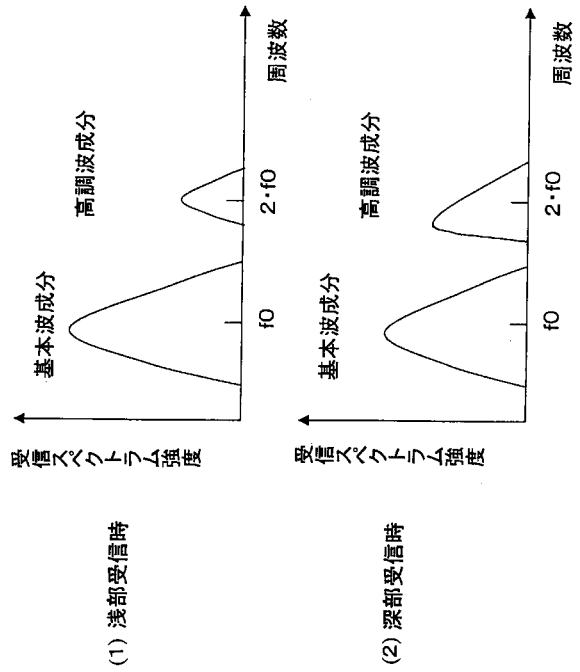 (1) 浅部受信時
受信スペクトラム強度
基本波成分
高調波成分
f0
2・f0
周波数
(2) 深部受信時
受信スペクトラム強度
基本波成分
高調波成分
f0
2・f0
周波数